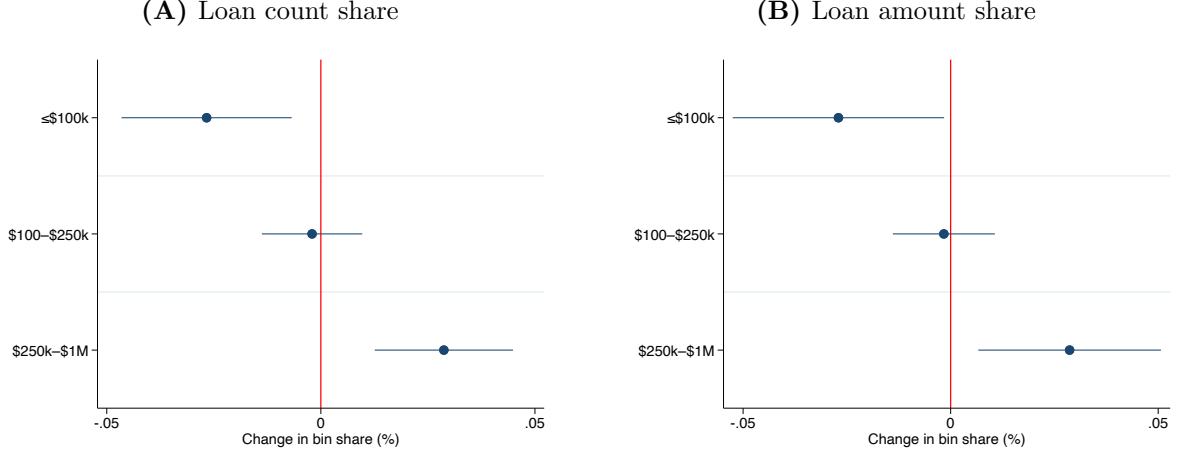 (A) Loan count share
≤$100k
$100–$250k
$250k–$1M
-.05 0 .05
Change in bin share (%)
(B) Loan amount share
≤$100k
$100–$250k
$250k–$1M
-.05 0 .05
Change in bin share (%)